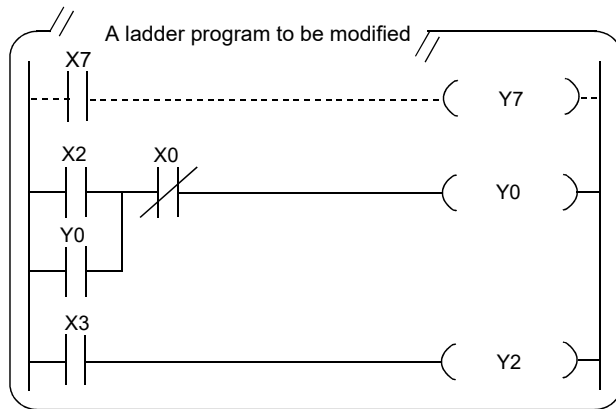 A ladder program to be modified
X7
Y7
X2 X0
Y0
Y0
X3
Y2